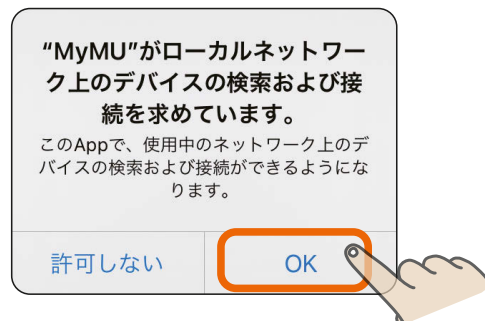 “MyMU”がローカルネットワー
ク上のデバイスの検索および接
続を求めています。
このAppで、使用中のネットワーク上のデ
バイスの検索および接続ができるようにな
ります。
許可しない
OK